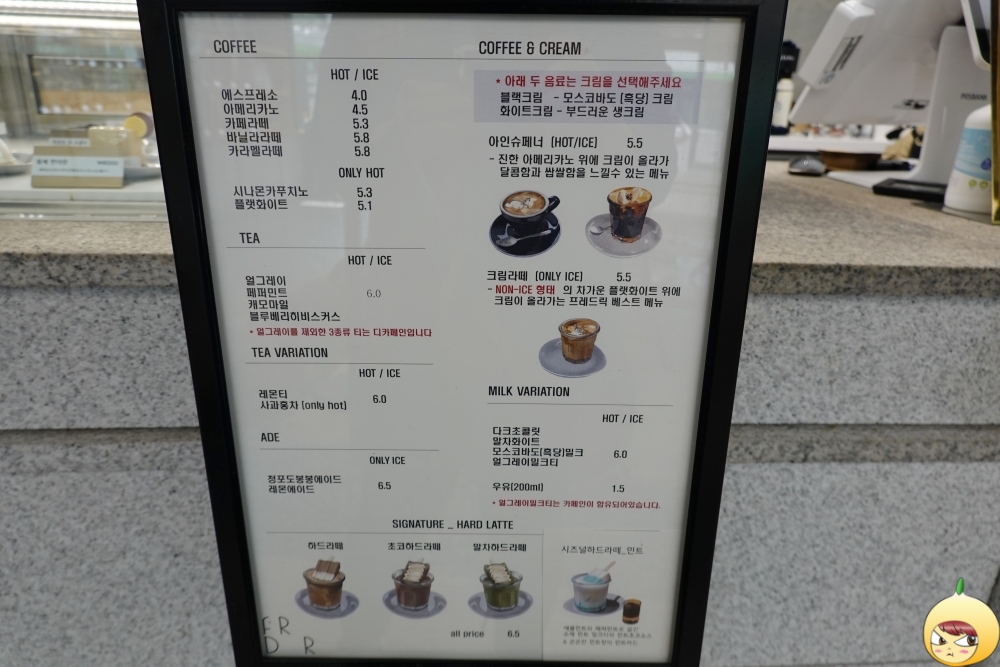 COFFEE
HOT / ICE
에스프레소 4.0
아메리카노 4.5
카페라떼 5.3
바닐라라떼 5.8
카라멜라떼 5.8
ONLY HOT
시나몬카푸치노 5.3
플랫화이트 5.1
TEA
HOT / ICE
얼그레이
페퍼민트 6.0
캐모마일
블루베리히비스커스
* 얼그레이를 제외한 3종류 티는 디카페인입니다
TEA VARIATION
HOT / ICE
레몬티
사과홍차 (only hot) 6.0
ADE
ONLY ICE
청포도봉봉에이드
레몬에이드 6.5
COFFEE & CREAM
* 아래 두 음료는 크림을 선택해주세요
블랙크림 - 모스코바도 (흑당) 크림
화이트크림 - 부드러운 생크림
아인슈페너 (HOT/ICE) 5.5
- 진한 아메리카노 위에 크림이 올라가
달콤함과 쌉쌀함을 느낄수 있는 메뉴
크림라떼 (ONLY ICE) 5.5
- NON-ICE 형태 의 차가운 플랫화이트 위에
크림이 올라가는 프레드릭 베스트 메뉴
MILK VARIATION
HOT / ICE
다크초콜릿
말차화이트
모스코바도(흑당)밀크 6.0
얼그레이밀크티
우유(200ml) 1.5
* 얼그레이밀크티는 카페인이 함유되어있습니다.
SIGNATURE _ HARD LATTE
하드라떼 초코하드라떼 말차하드라떼
all price 6.5
시즈널하드라떼_민트
FR
D R